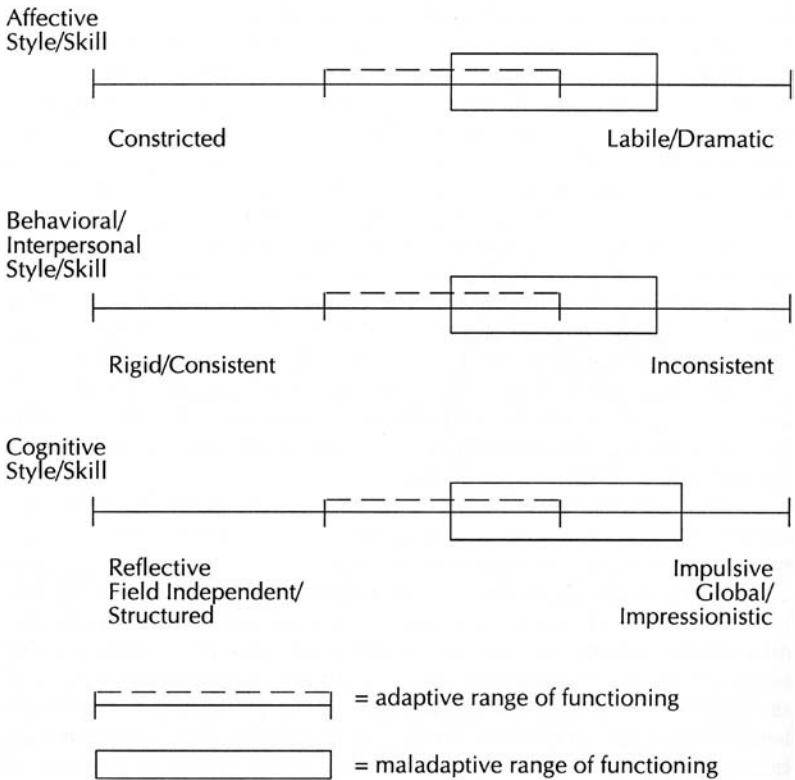 Affective
Style/Skill
Constricted
Labile/Dramatic
Behavioral/
Interpersonal
Style/Skill
Rigid/Consistent
Inconsistent
Cognitive
Style/Skill
Reflective
Field Independent/
Structured
Impulsive
Global/
Impressionistic
= adaptive range of functioning
= maladaptive range of functioning